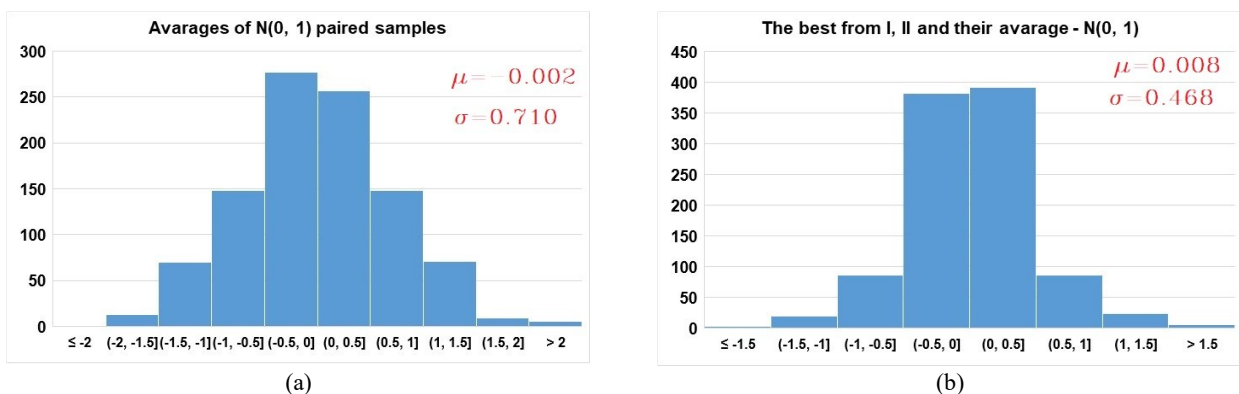 Avarages of N(0, 1) paired samples
300
250
200
150
100
50
0
μ=−0.002
σ=0.710
≤ -2 (-2, -1.5] (-1.5, -1] (-1, -0.5] (-0.5, 0] (0, 0.5] (0.5, 1] (1, 1.5] (1.5, 2] > 2
(a)
The best from I, II and their avarage - N(0, 1)
450
400
350
300
250
200
150
100
50
0
μ=0.008
σ=0.468
≤ -1.5 (-1.5, -1] (-1, -0.5] (-0.5, 0] (0, 0.5] (0.5, 1] (1, 1.5] > 1.5
(b)